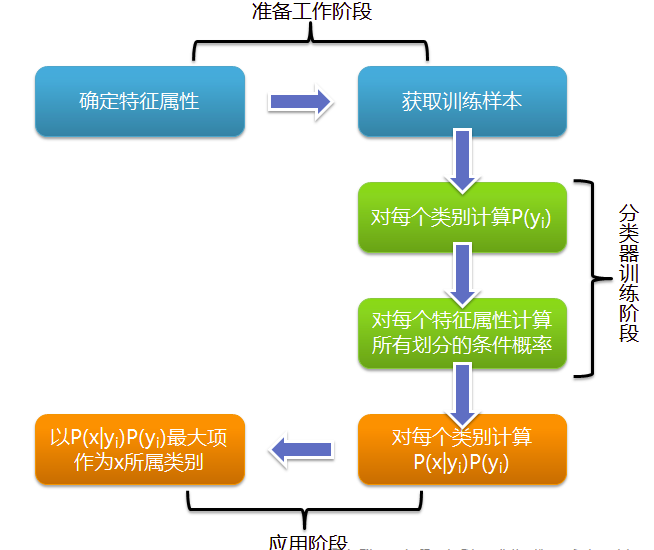 准备工作阶段
确定特征属性
获取训练样本
对每个类别计算P(yi)
对每个特征属性计算
所有划分的条件概率
分类器训练阶段
以P(x|yi)P(yi)最大项
作为x所属类别
对每个类别计算
P(x|yi)P(yi)
应用阶段